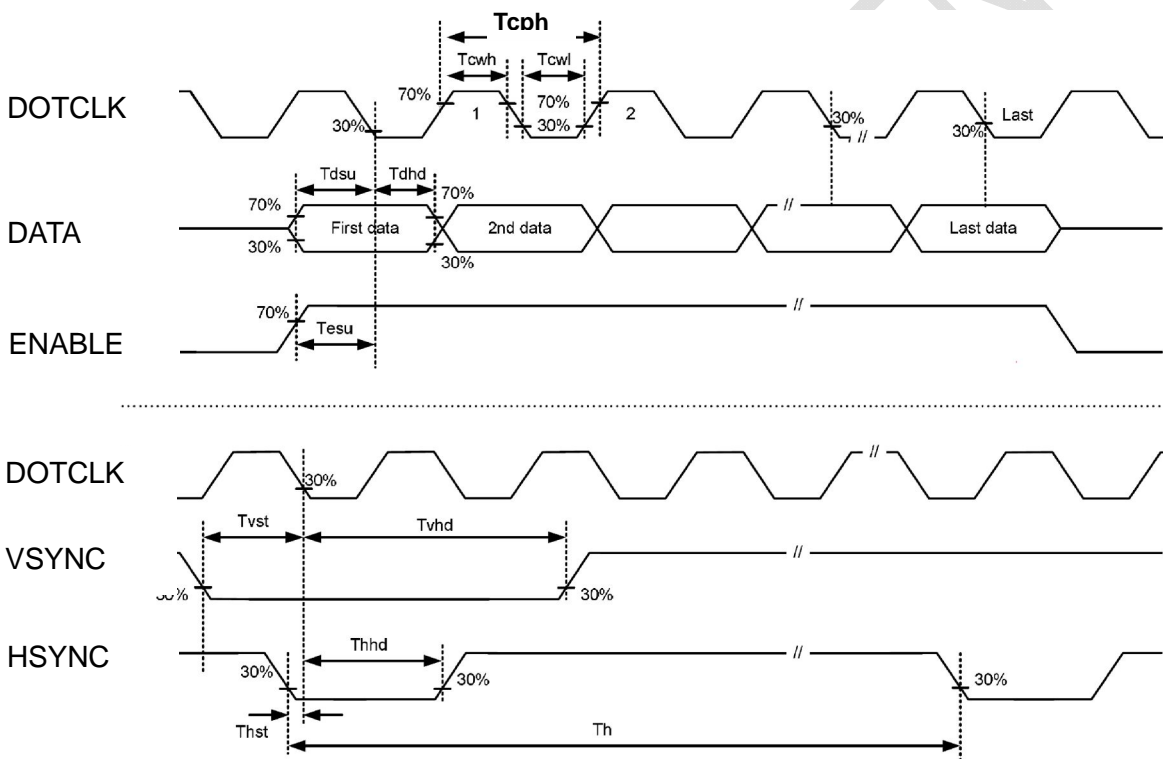 Tcph
Tcwh Tcwl
DOTCLK 70% 1 70% 2 30% Last
30% 30% // 30%
Tdsu Tdhd
70% 70%
DATA First data 2nd data // Last data
30% 30%
70% //
ENABLE Tesu
DOTCLK 30% //
Tvst Tvhd
VSYNC //
% 30%
HSYNC Thhd //
30% 30% 30%
Thst Th